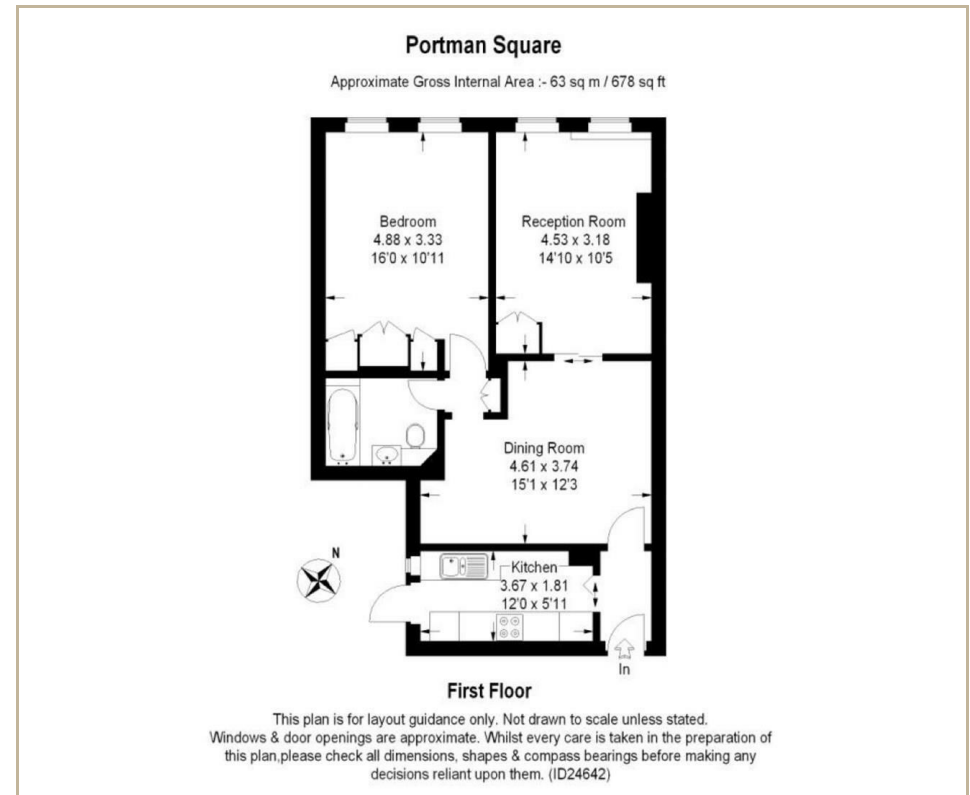 Portman Square
Approximate Gross Internal Area :- 63 sq m / 678 sq ft
Bedroom
4.88 x 3.33
16'0 x 10'11
Reception Room
4.53 x 3.18
14'10 x 10'5
Dining Room
4.61 x 3.74
15'1 x 12'3
N
Kitchen
3.67 x 1.81
12'0 x 5'11
In
First Floor
This plan is for layout guidance only. Not drawn to scale unless stated.
Windows & door openings are approximate. Whilst every care is taken in the preparation of
this plan,please check all dimensions, shapes & compass bearings before making any
decisions reliant upon them. (ID24642)